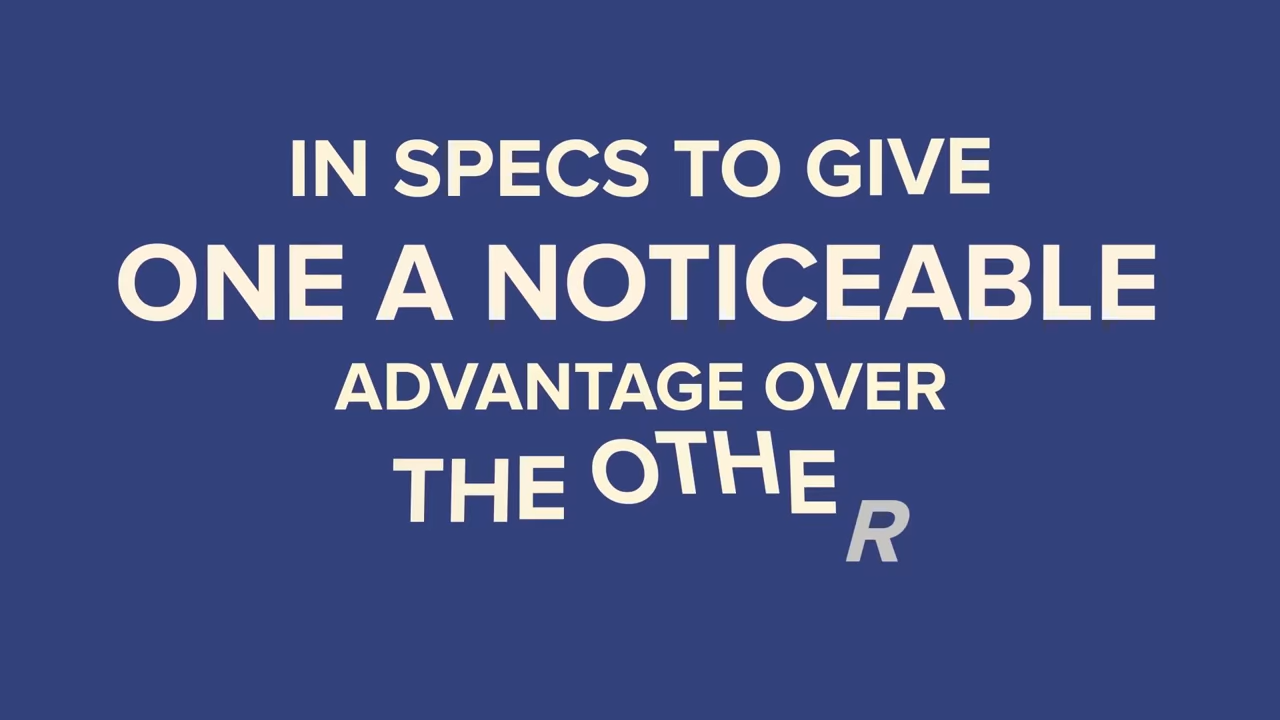 IN SPECS TO GIVE
ONE A NOTICEABLE
ADVANTAGE OVER
THE OTHER